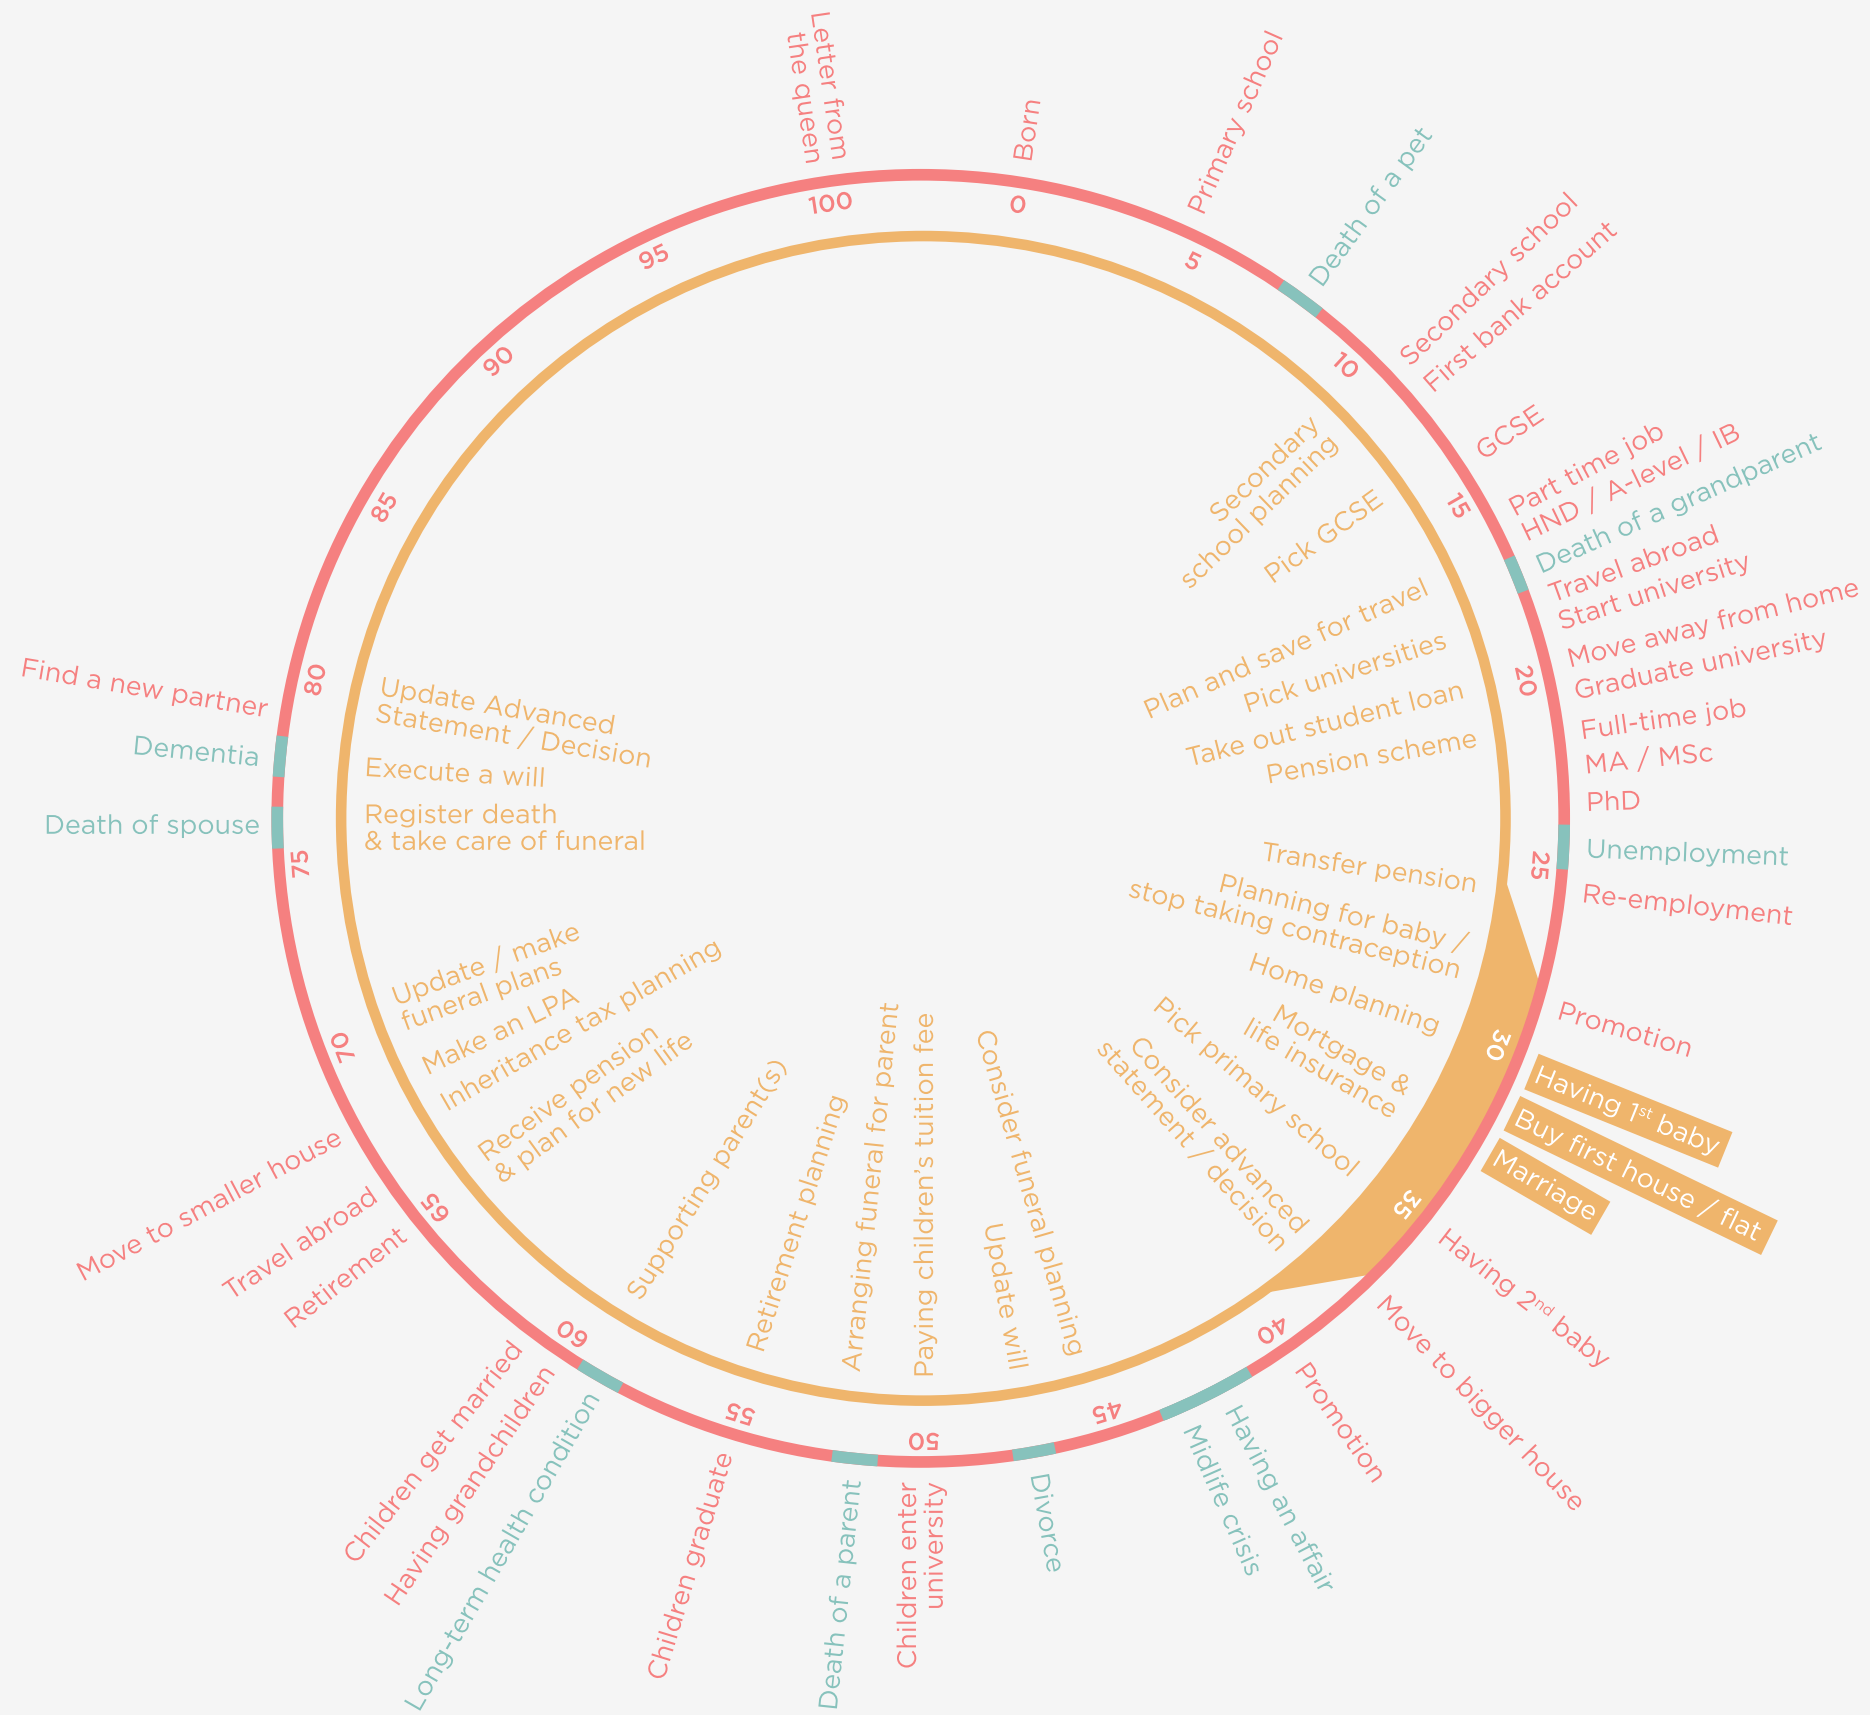 Letter from
the queen
Born
Primary school
Death of a pet
Secondary school
First bank account
GCSE
Part time job
HND / A-level / IB
Death of a grandparent
Travel abroad
Start university
Move away from home
Graduate university
Full-time job
MA / MSc
PhD
Unemployment
Re-employment
Promotion
Having 1st baby
Buy first house / flat
Marriage
Having 2nd baby
Move to bigger house
Promotion
Having an affair
Midlife crisis
Divorce
Children enter
university
Death of a parent
Children graduate
Long-term health condition
Having grandchildren
Children get married
Retirement
Travel abroad
Move to smaller house
Death of spouse
Dementia
Find a new partner
0
5
10
15
20
25
30
35
40
45
50
55
60
65
70
75
80
85
90
95
100
Secondary
school planning
Pick GCSE
Plan and save for travel
Pick universities
Take out student loan
Pension scheme
Transfer pension
Planning for baby /
stop taking contraception
Home planning
Mortgage &
life insurance
Pick primary school
Consider advanced
statement / decision
Consider funeral planning
Update will
Paying children's tuition fee
Arranging funeral for parent
Retirement planning
Supporting parent(s)
Receive pension
& plan for new life
Inheritance tax planning
Make an LPA
Update / make
funeral plans
Register death
& take care of funeral
Execute a will
Update Advanced
Statement / Decision